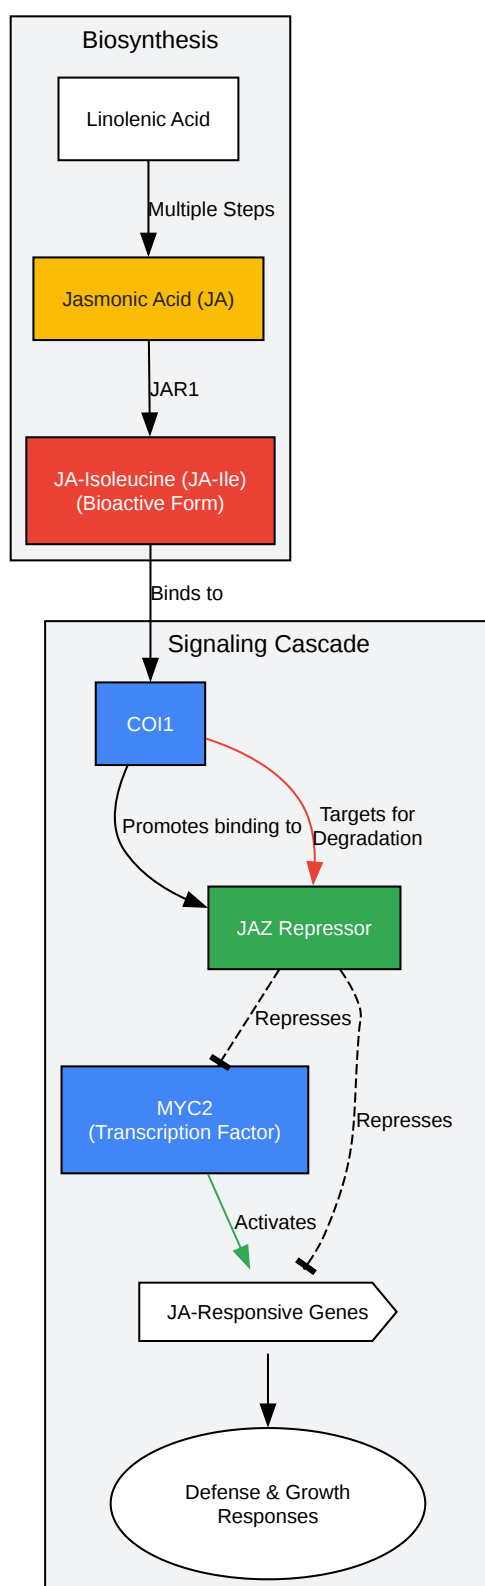 Biosynthesis
Linolenic Acid
Multiple Steps
Jasmonic Acid (JA)
JAR1
JA-Isoleucine (JA-Ile)
(Bioactive Form)
Binds to
Signaling Cascade
COI1
Promotes binding to
Targets for
Degradation
JAZ Repressor
Represses
MYC2
(Transcription Factor)
Represses
Activates
JA-Responsive Genes
Defense & Growth
Responses